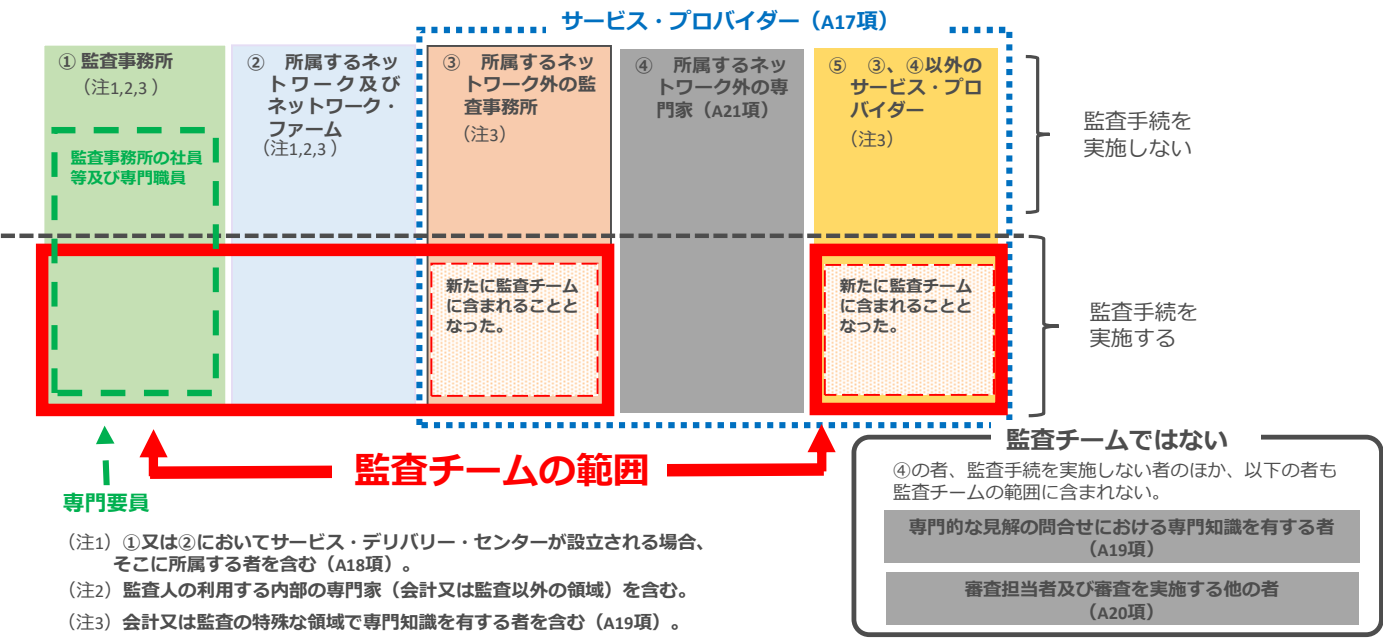 サービス・プロバイダー（A17項）
① 監査事務所
（注1,2,3 ）
監査事務所の社員
等及び専門職員
② 所属するネッ
トワーク及び
ネットワーク・
ファーム
（注1,2,3 ）
③ 所属するネッ
トワーク外の監
査事務所
（注3）
④ 所属するネッ
トワーク外の専
門家（A21項）
⑤ ③、④以外の
サービス・プロ
バイダー
（注3）
監査手続を
実施しない
新たに監査チーム
に含まれることと
なった。
新たに監査チーム
に含まれることと
なった。
監査手続を
実施する
監査チームの範囲
専門要員
（注1）①又は②においてサービス・デリバリー・センターが設立される場合、
そこに所属する者を含む（A18項）。
（注2）監査人の利用する内部の専門家（会計又は監査以外の領域）を含む。
（注3）会計又は監査の特殊な領域で専門知識を有する者を含む（A19項）。
監査チームではない
④の者、監査手続を実施しない者のほか、以下の者も
監査チームの範囲に含まれない。
専門的な見解の問合せにおける専門知識を有する者
（A19項）
審査担当者及び審査を実施する他の者
（A20項）